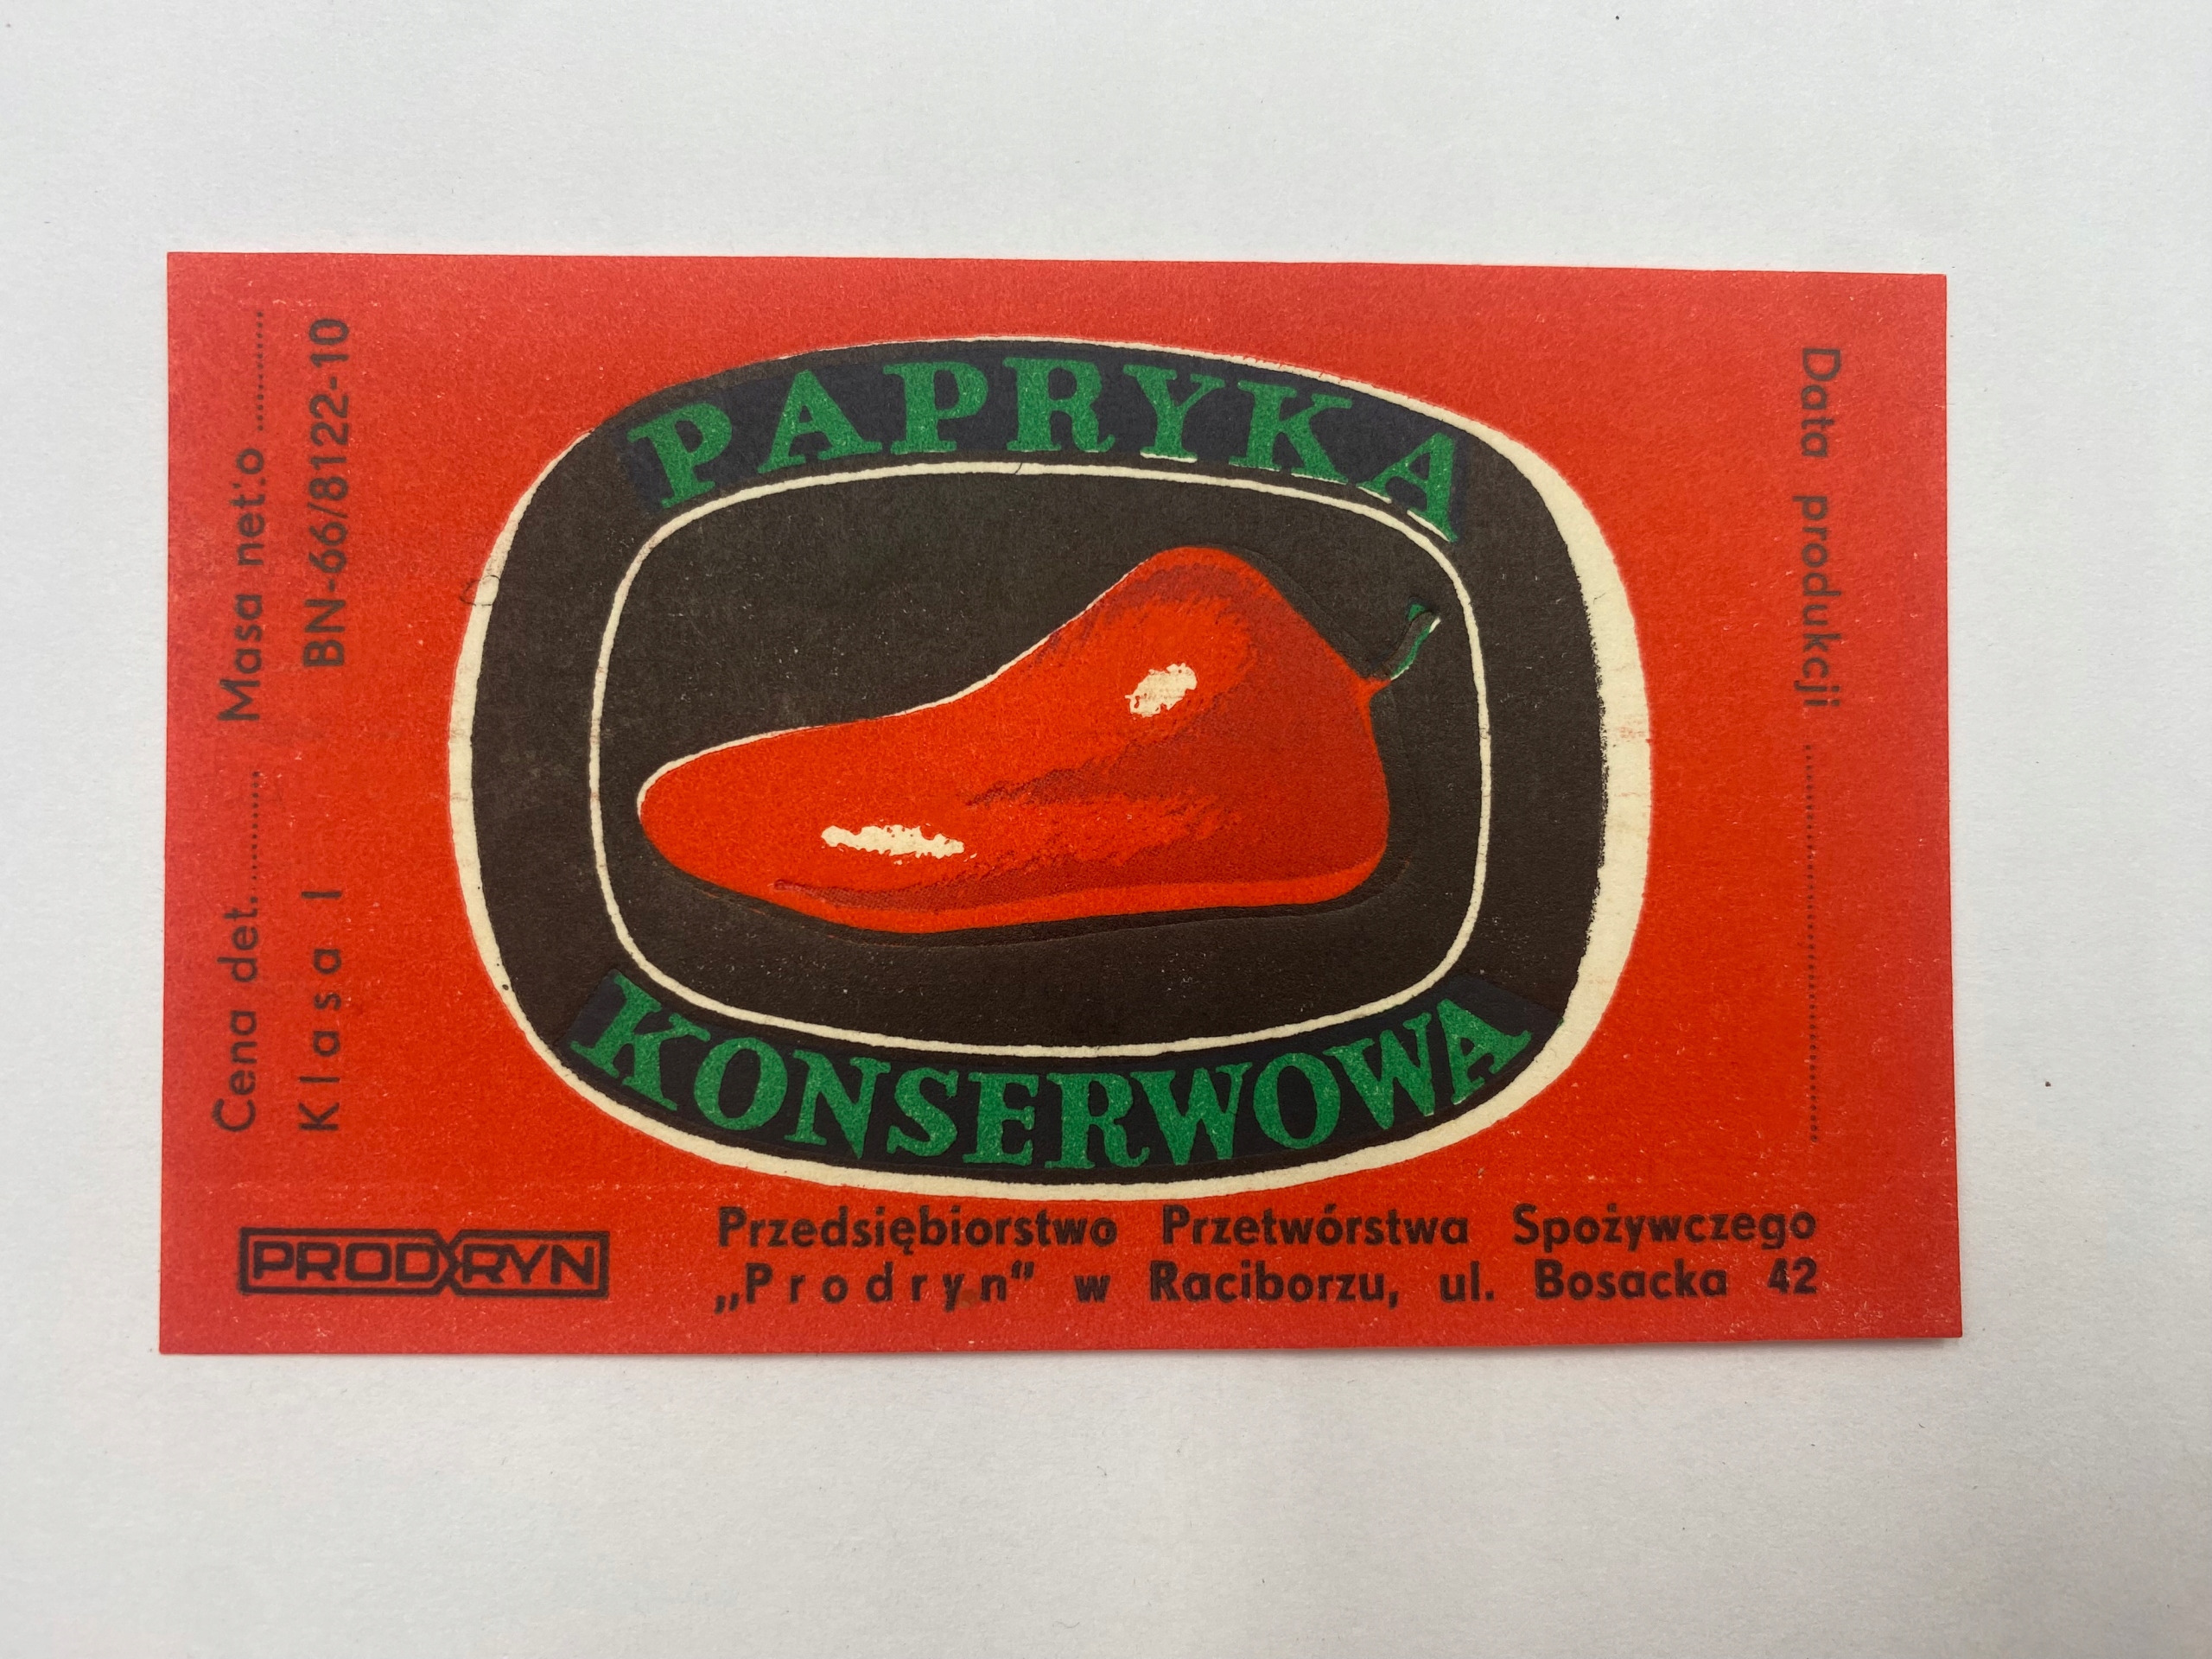 PAPRYKA
KONSERWOWA
Cena det.......... Masa netto ..........
Klasa I BN-66/8122-10
Data produkcji ..............................
PRODRYN
Przedsiębiorstwo Przetwórstwa Spożywczego
„Prodryn" w Raciborzu, ul. Bosacka 42